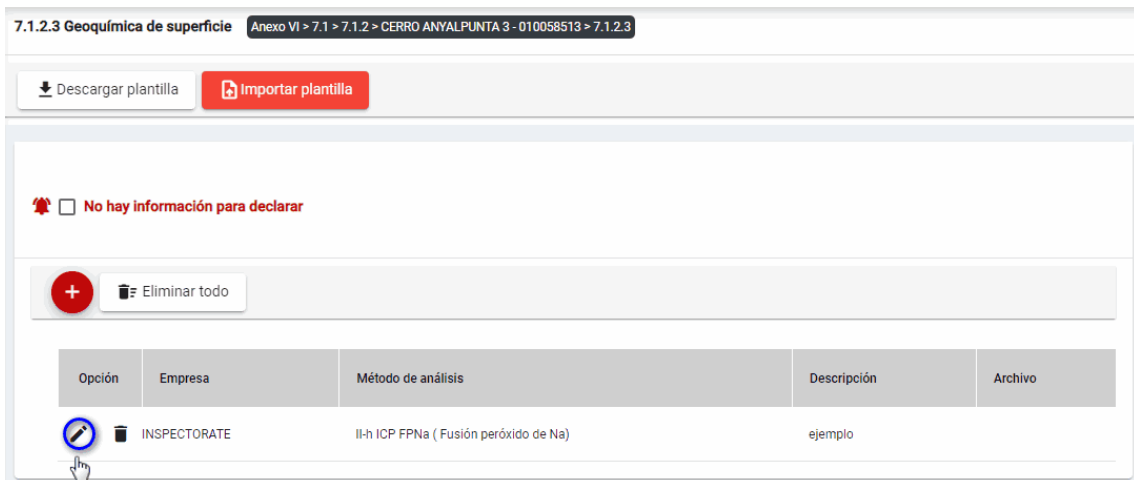 7.1.2.3 Geoquímica de superficie Anexo VI > 7.1 > 7.1.2 > CERRO ANYALPUNTA 3 - 010058513 > 7.1.2.3
Descargar plantilla Importar plantilla
No hay información para declarar
+ Eliminar todo
Opción Empresa Método de análisis Descripción Archivo
INSPECTORATE II-h ICP FPNa ( Fusión peróxido de Na) ejemplo